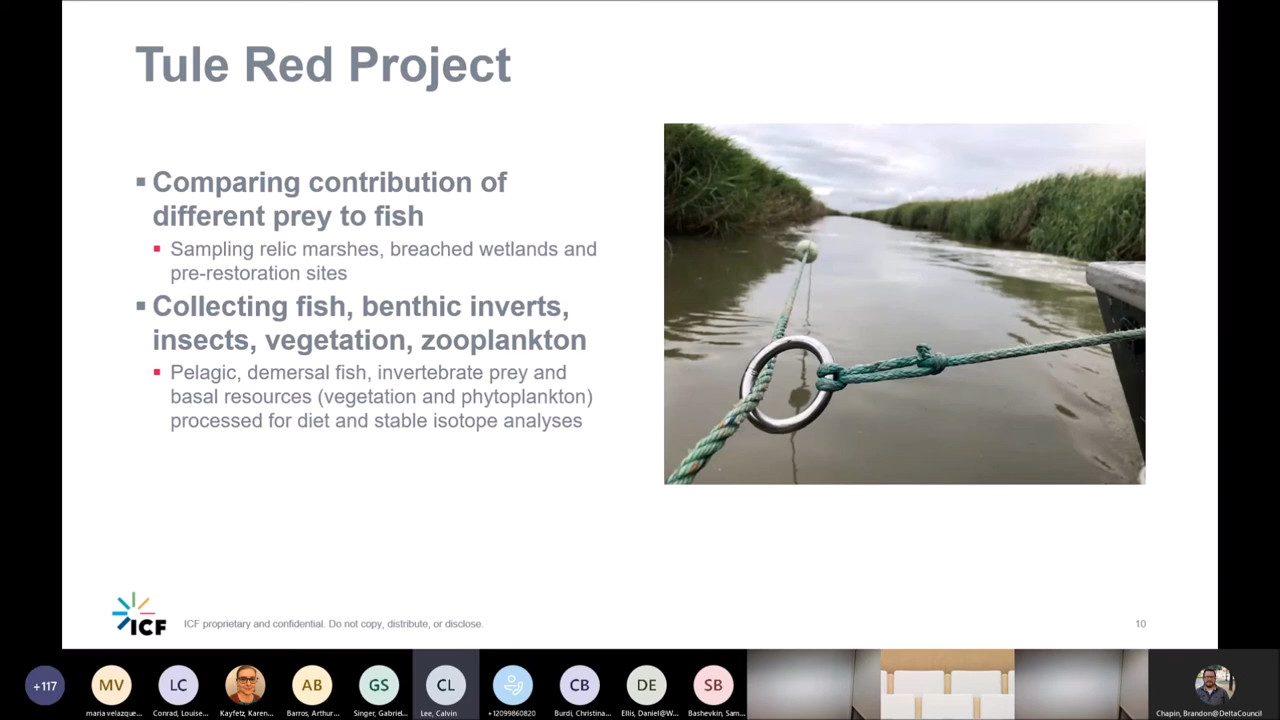 Tule Red Project
▪ Comparing contribution of
different prey to fish
▪ Sampling relic marshes, breached wetlands and
pre-restoration sites
▪ Collecting fish, benthic inverts,
insects, vegetation, zooplankton
▪ Pelagic, demersal fish, invertebrate prey and
basal resources (vegetation and phytoplankton)
processed for diet and stable isotope analyses
ICF
ICF proprietary and confidential. Do not copy, distribute, or disclose.
10
+117
MV
LC
AB
GS
CL
CB
DE
SB
maria velazque...
Conrad, Louise...
Kayfetz, Karen...
Barros, Arthur...
Singer, Gabriel...
Lee, Calvin
+12099860820
Burdi, Christina...
Ellis, Daniel@W...
Bashevkin, Sam...
Chapin, Brandon@DeltaCouncil